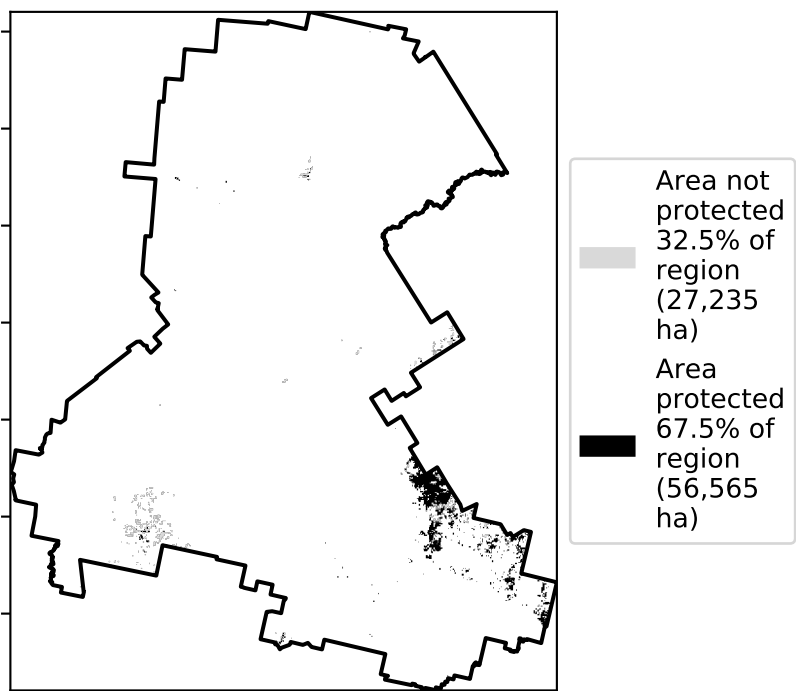 Area not
protected
32.5% of
region
(27,235
ha)
Area
protected
67.5% of
region
(56,565
ha)